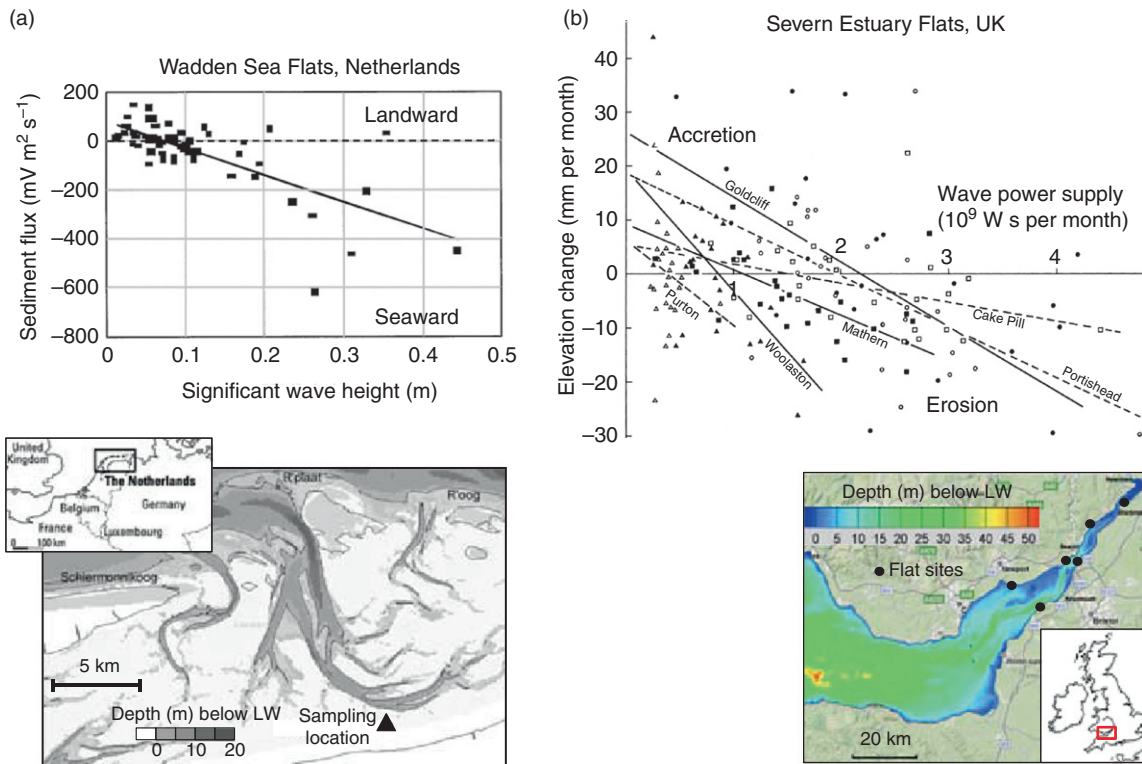 (a)
Wadden Sea Flats, Netherlands
Sediment flux (mV m² s⁻¹)
200
0
−200
−400
−600
−800
Landward
Seaward
0
0.1
0.2
0.3
0.4
0.5
Significant wave height (m)
United
Kingdom
The Netherlands
Belgium
Germany
France
Luxembourg
0 100 km
R'plaat
R'oog
Schiermonnikoog
5 km
Depth (m) below LW
0 10 20
Sampling
location
(b)
Severn Estuary Flats, UK
Elevation change (mm per month)
40
30
20
10
0
−10
−20
−30
Accretion
Goldcliff
Wave power supply
(10⁹ W s per month)
1
2
3
4
Purton
Woolaston
Mathern
Cake Pill
Portishead
Erosion
Depth (m) below LW
0 5 10 15 20 25 30 35 40 45 50
Flat sites
Newport
Bristol
20 km